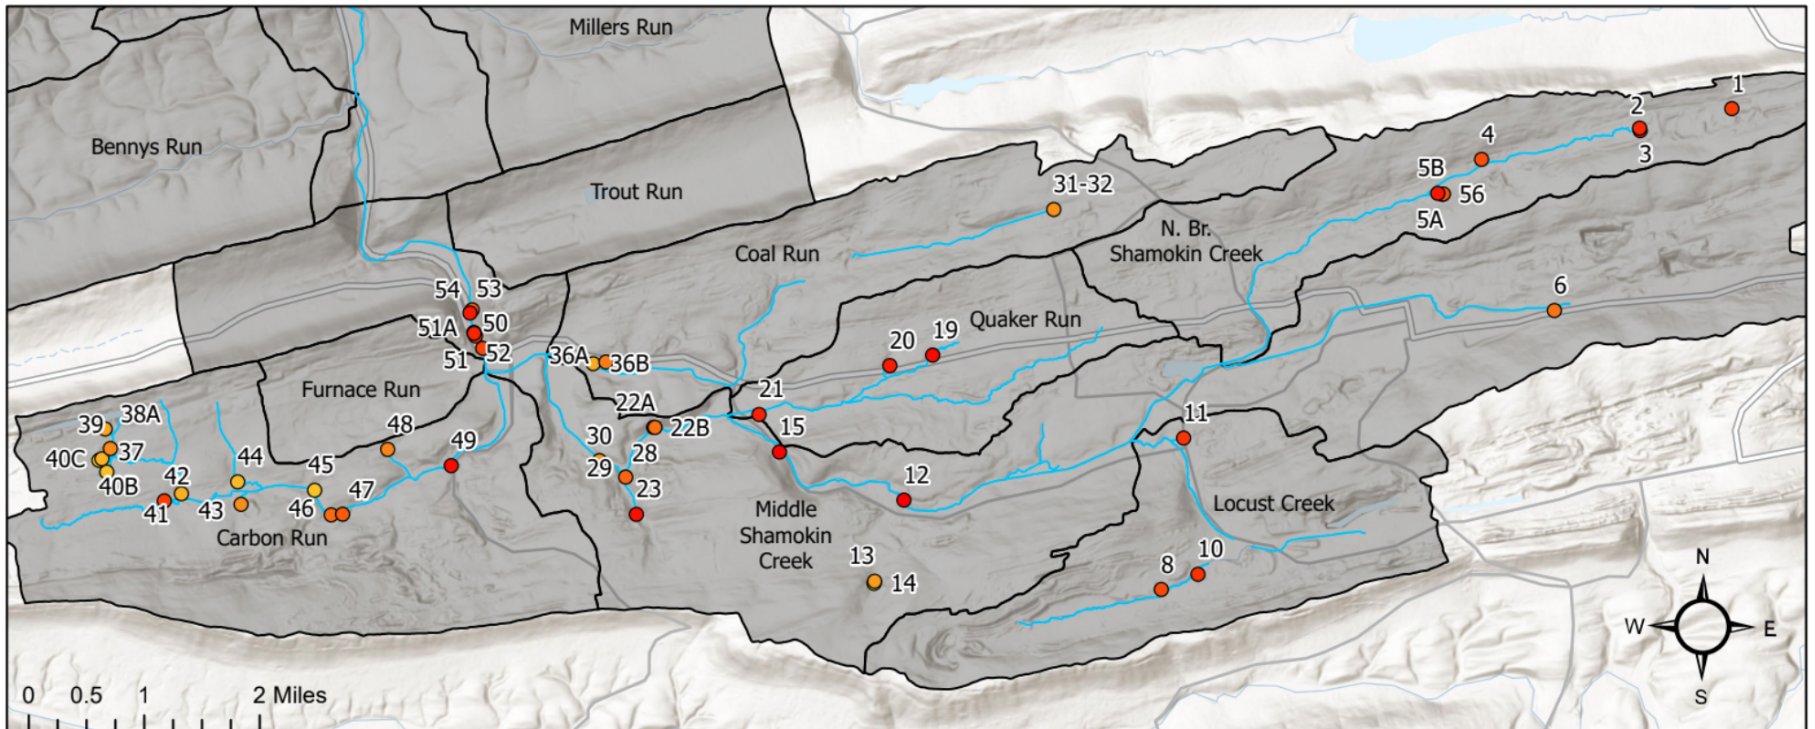 Millers Run
1
2
Bennys Run
4
3
5B
Trout Run
31-32
56
5A
N. Br.
Shamokin Creek
Coal Run
54
53
6
51A
50
Quaker Run
20
19
51
52
36A
36B
Furnace Run
22A
21
39
38A
22B
11
48
15
30
40C
37
49
28
44
42
45
29
40B
23
12
47
41
43
46
Middle
Shamokin
Creek
Locust Creek
Carbon Run
13
10
14
8
N
W
E
S
0
0.5
1
2 Miles